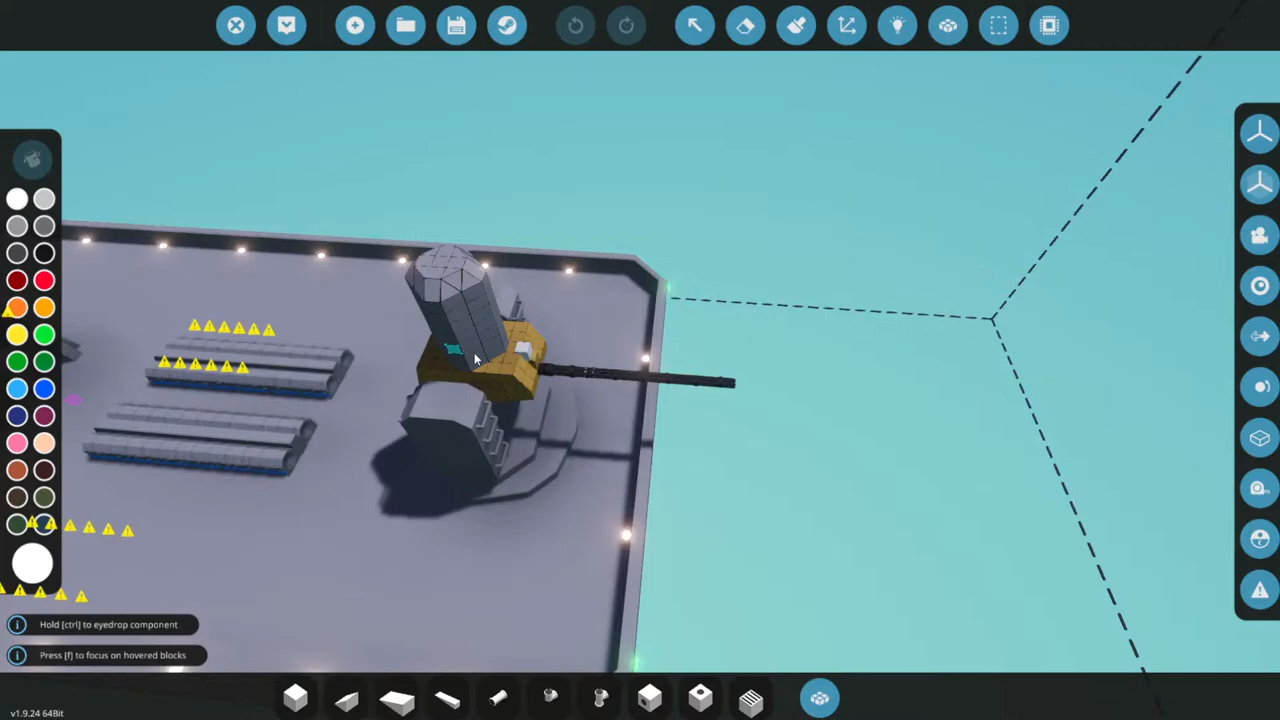 Hold [ctrl] to eyedrop component
Press [f] to focus on hovered blocks
v1.9.24 64Bit